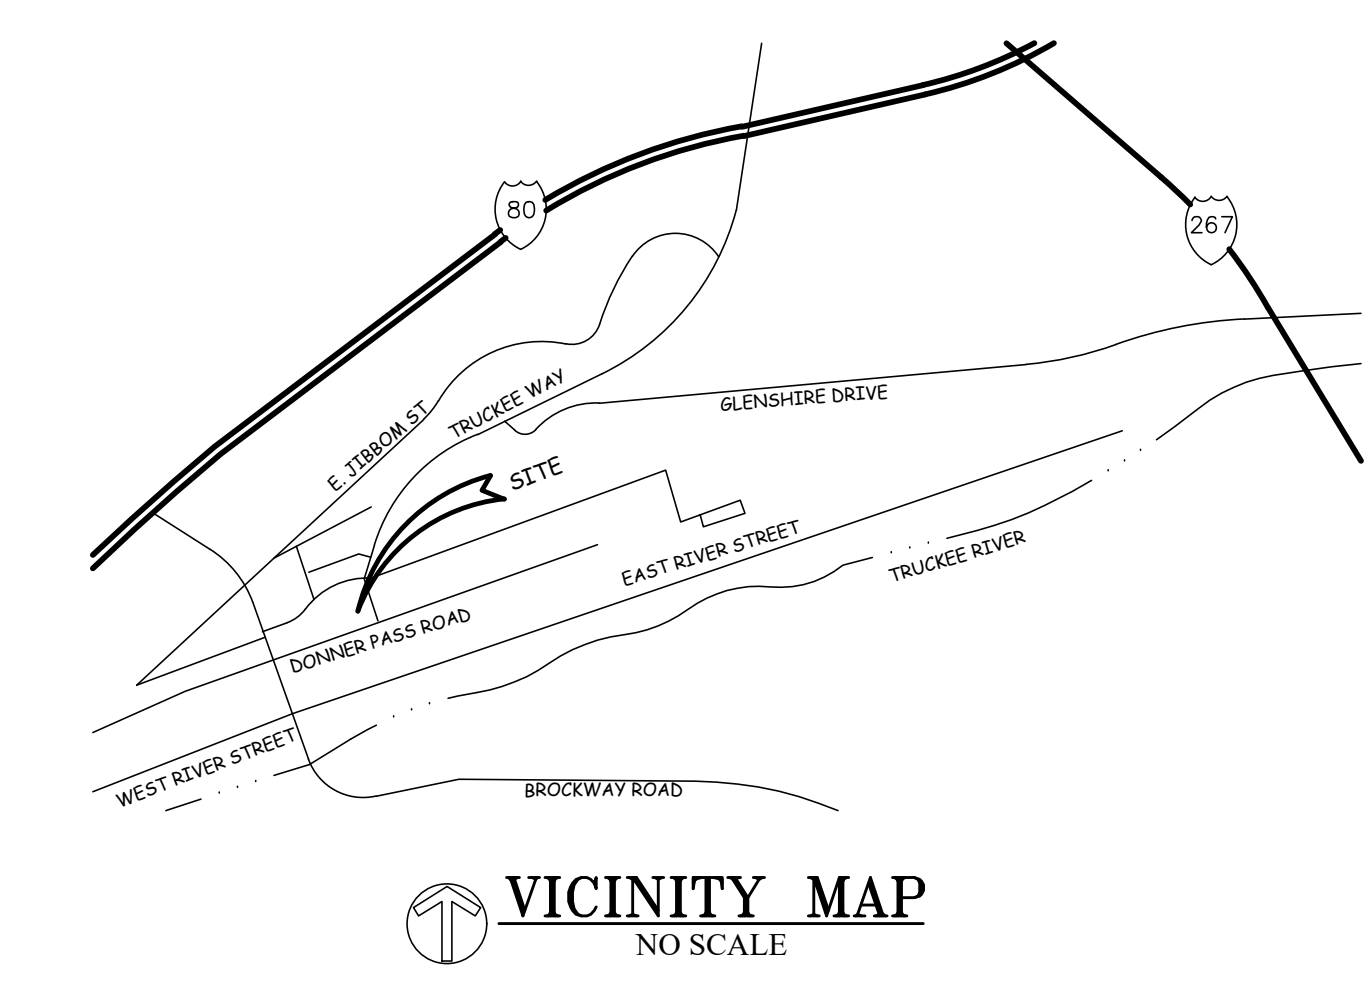 80
267
E. JIBBOM ST
TRUCKEE WAY
GLENSHIRE DRIVE
SITE
EAST RIVER STREET
TRUCKEE RIVER
DONNER PASS ROAD
WEST RIVER STREET
BROCKWAY ROAD
VICINITY MAP
NO SCALE